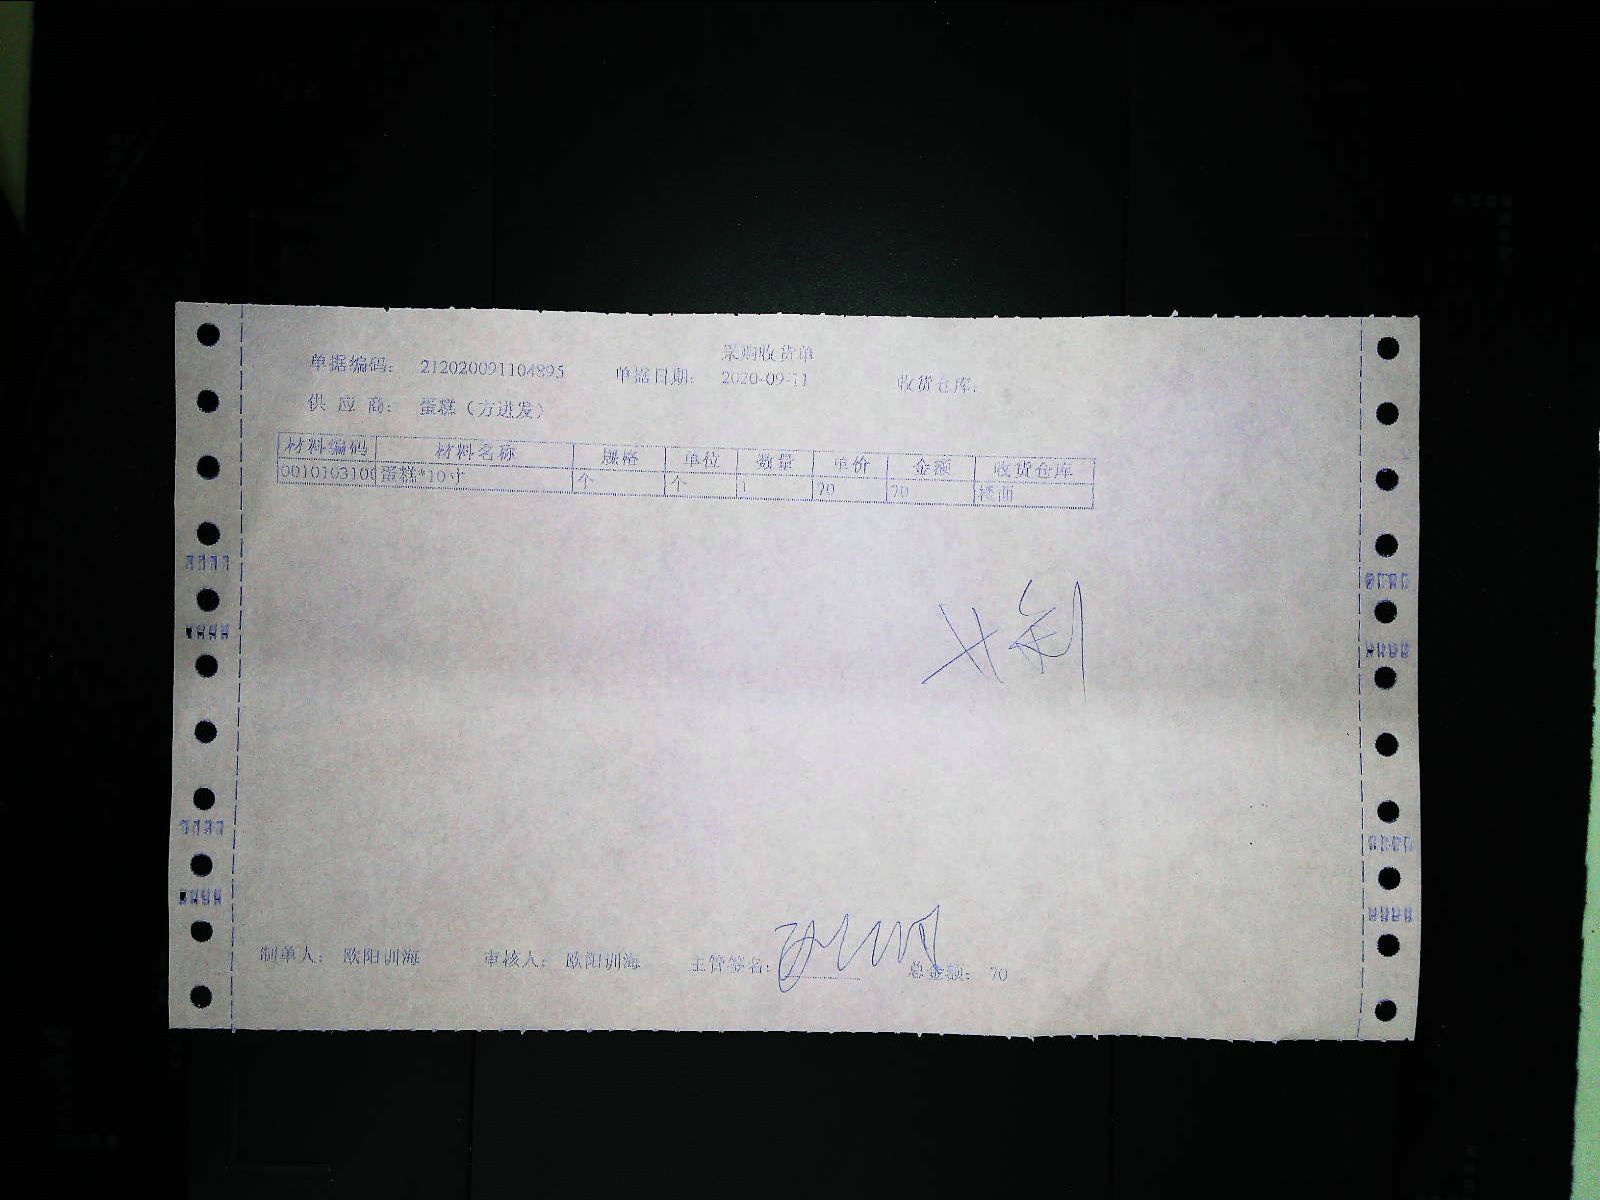 采购收货单
单据编码： 212020091104895 单据日期： 2020-09-11 收货仓库：
供 应 商： 蛋糕（方进发）
材料编码 材料名称 规格 单位 数量 单价 金额 收货仓库
0010103100 蛋糕*10寸 个 个 1 70 70 楼面
制单人： 欧阳训海 审核人： 欧阳训海 主管签名： 总金额： 70